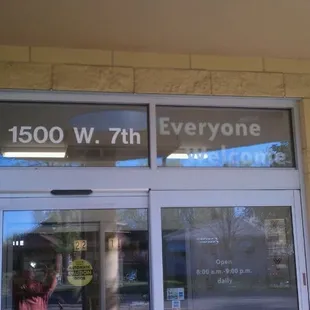 1500 W. 7th
Everyone
Welcome
Open
8:00 a.m.-9:00 p.m.
daily